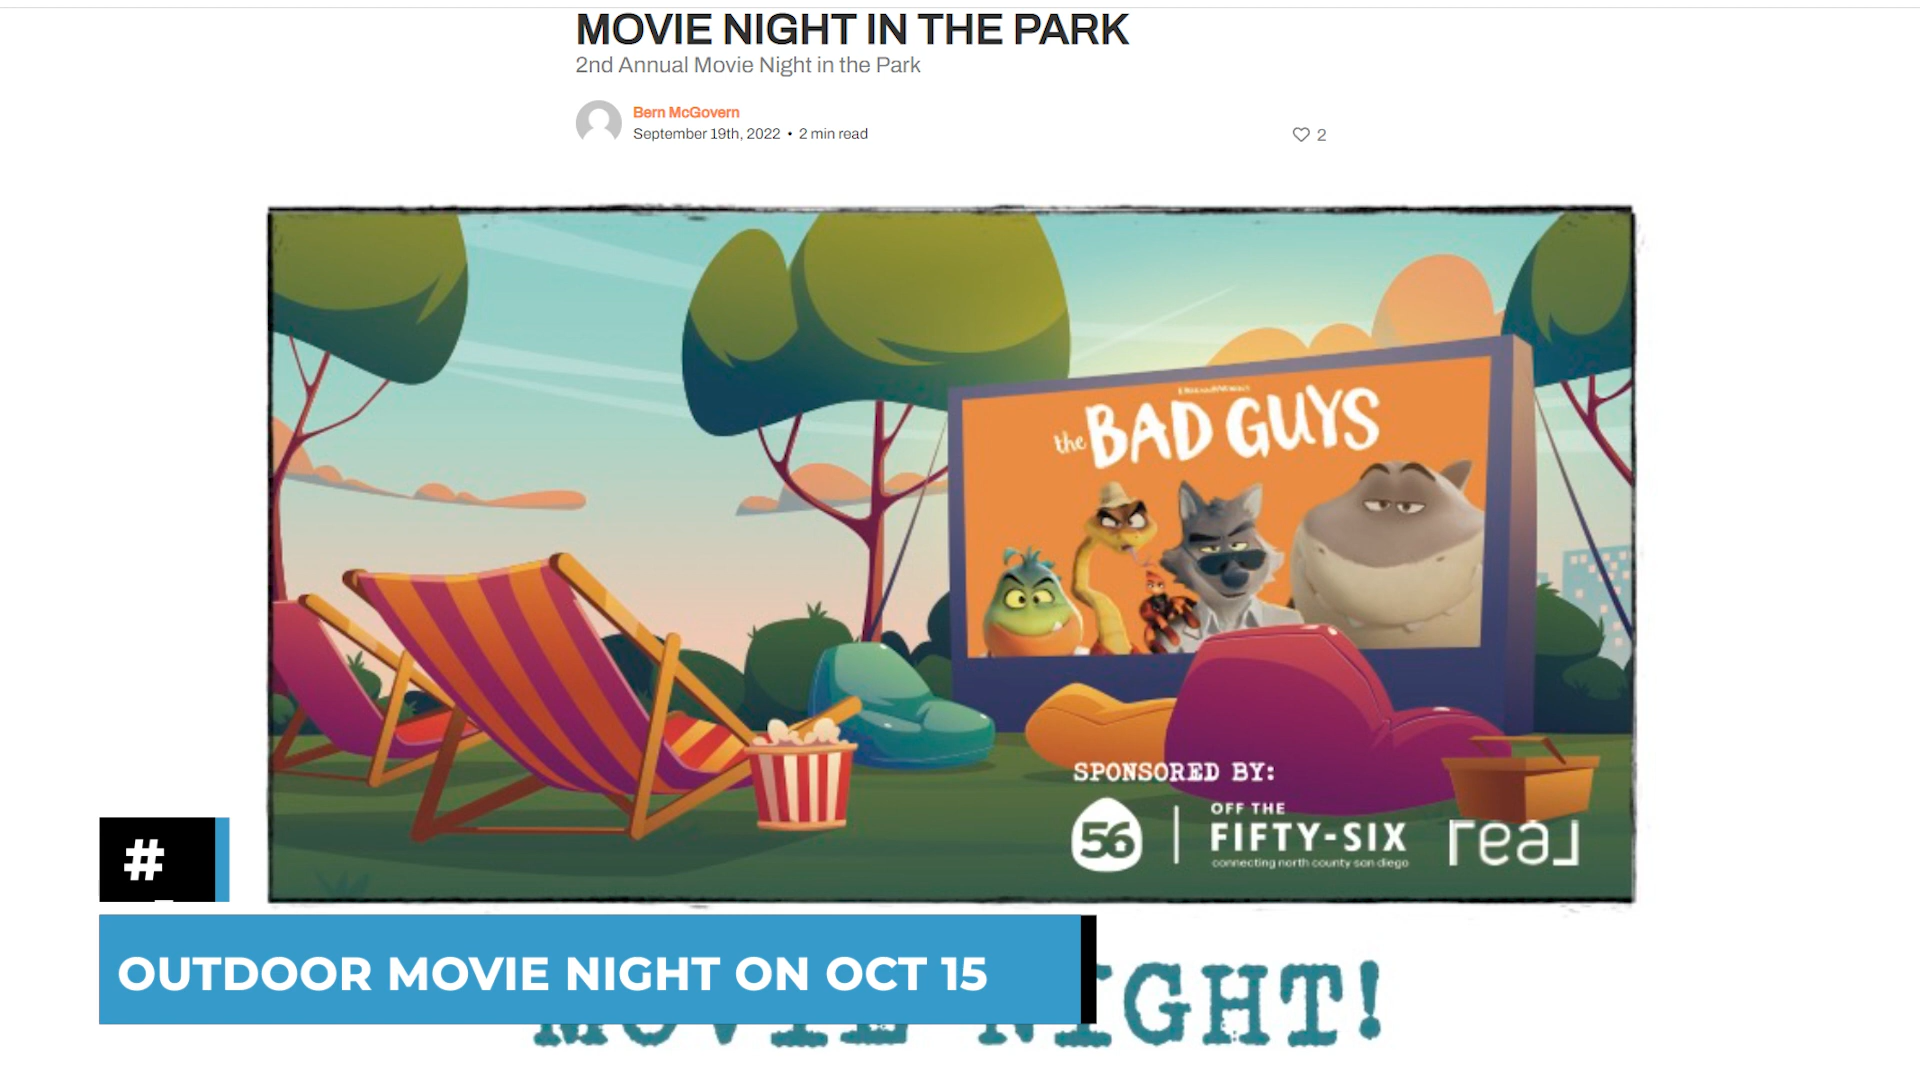 MOVIE NIGHT IN THE PARK
2nd Annual Movie Night in the Park
Bern McGovern
September 19th, 2022 • 2 min read
2
the BAD GUYS
SPONSORED BY:
56
OFF THE
FIFTY-SIX
connecting north county san diego
real
#
OUTDOOR MOVIE NIGHT ON OCT 15
MOVIE NIGHT!